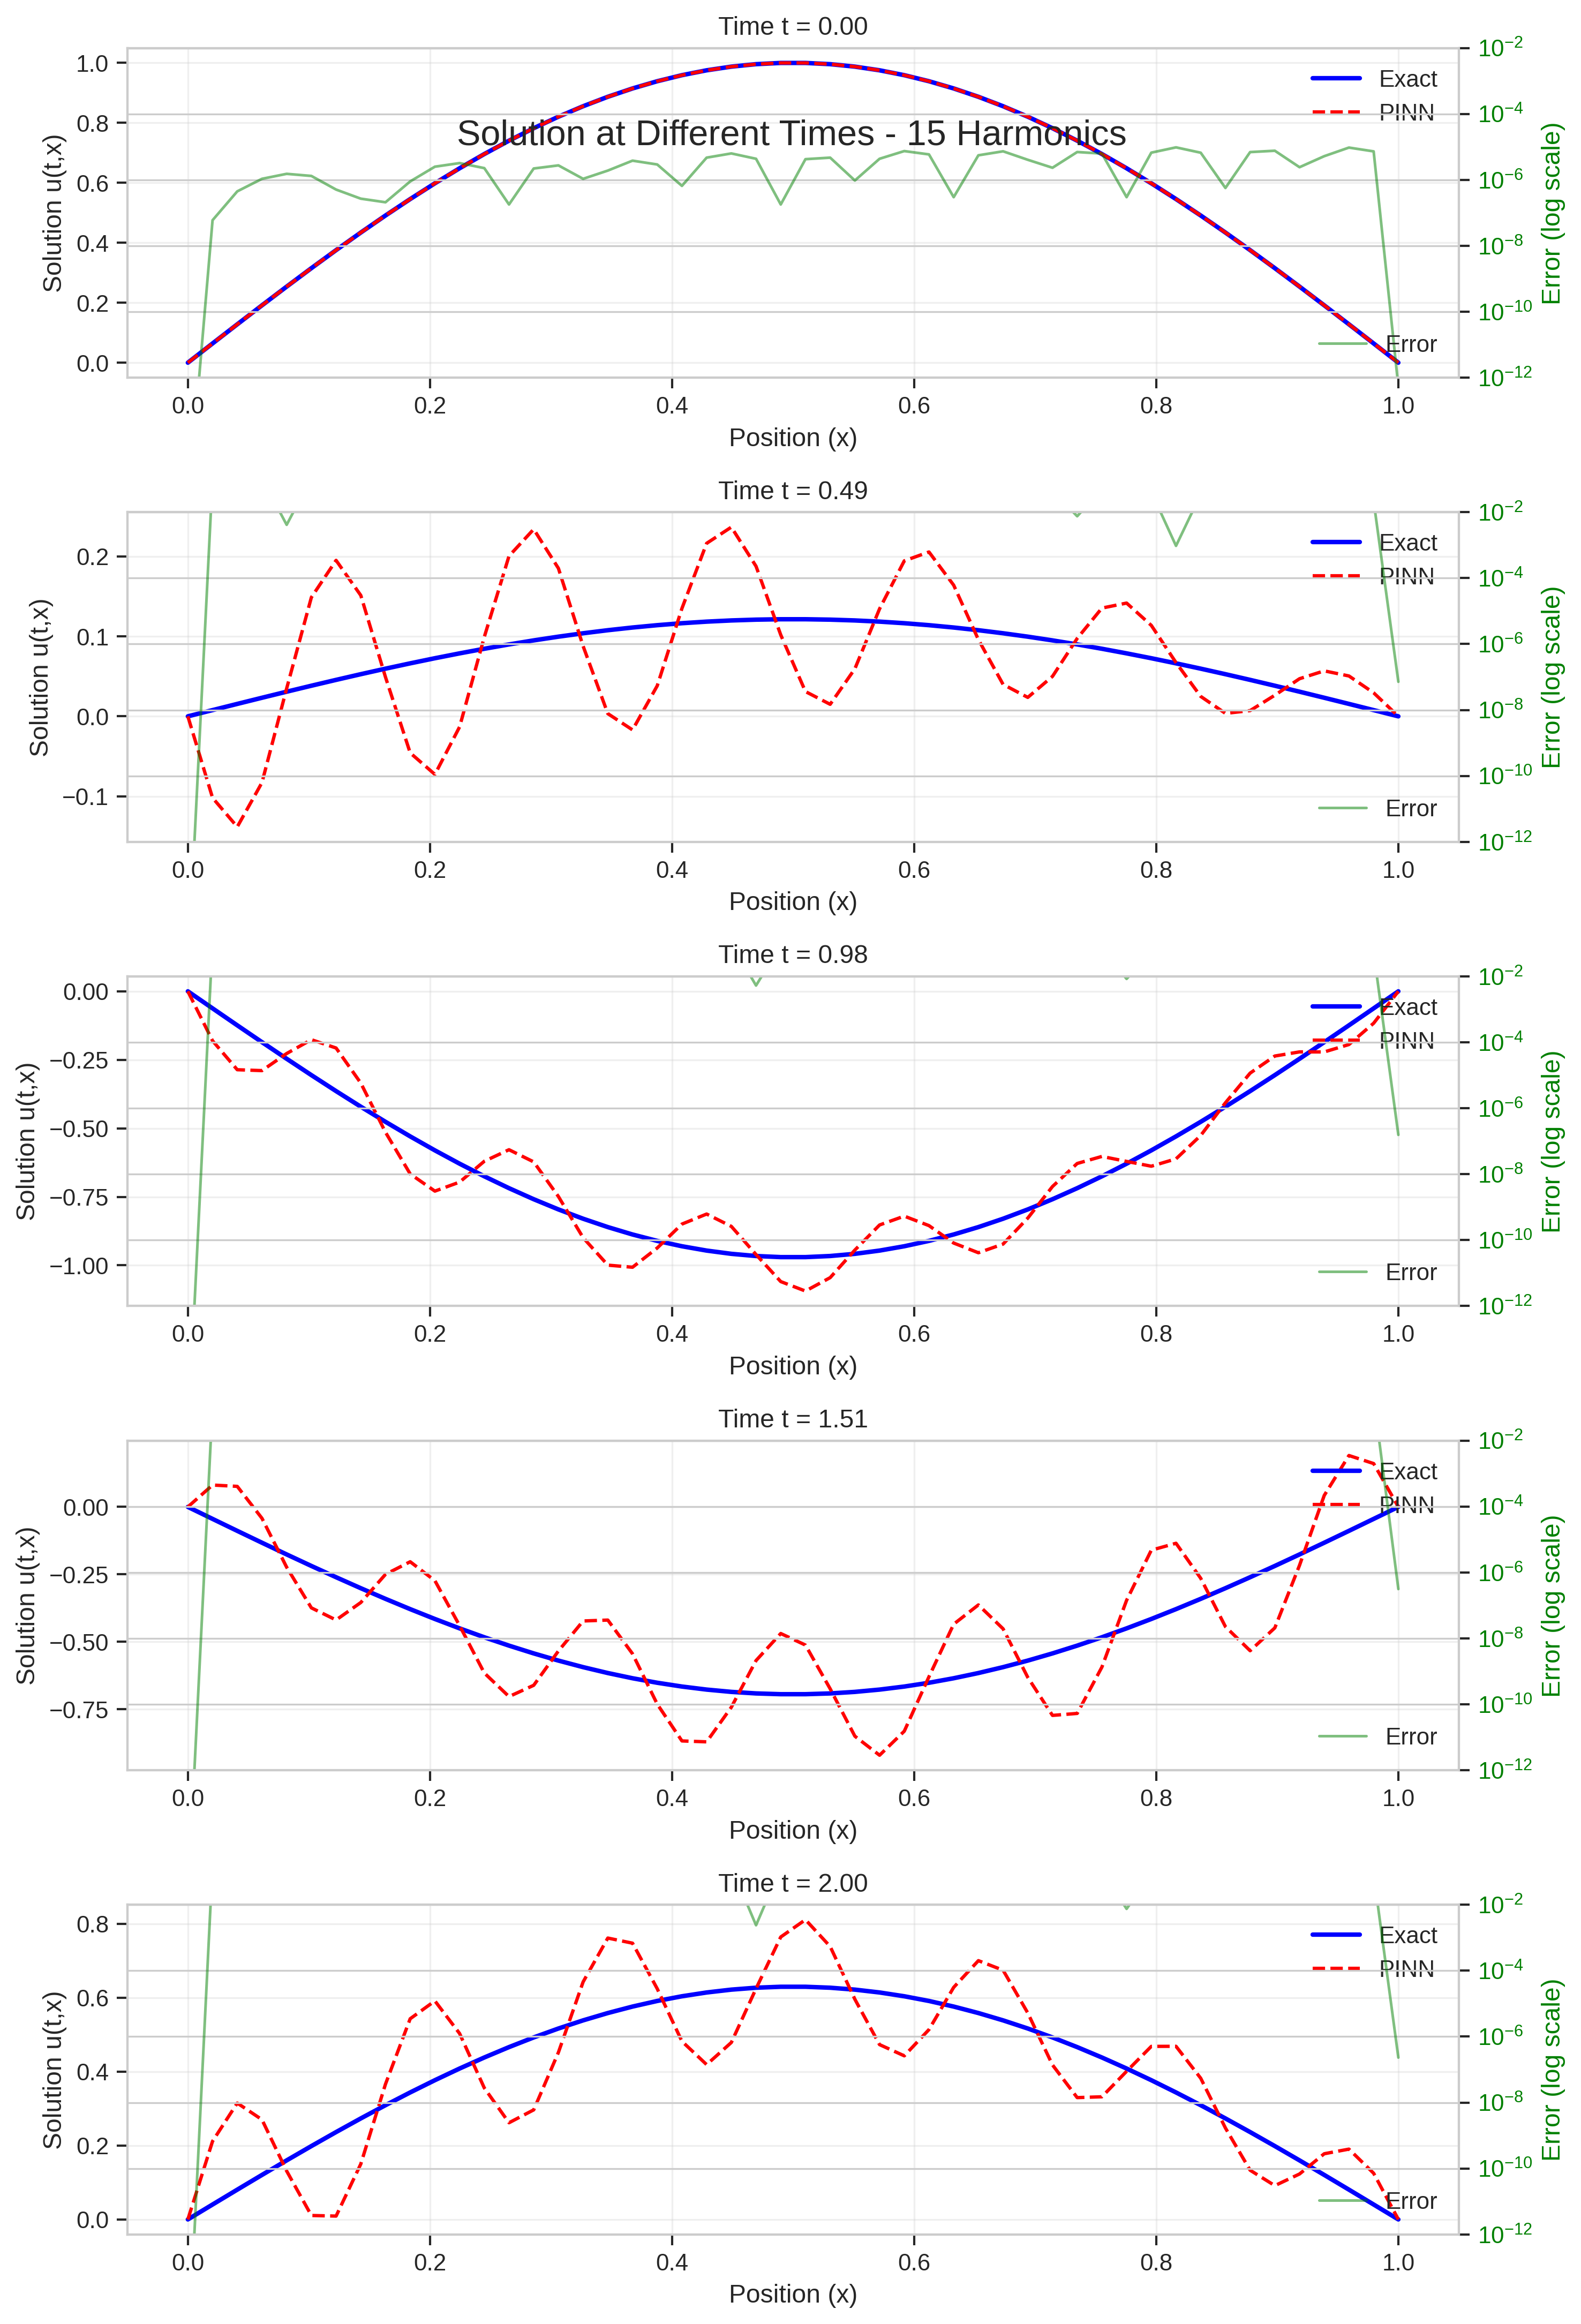 Time t = 0.00
Solution at Different Times - 15 Harmonics
Solution u(t,x)
1.0
0.8
0.6
0.4
0.2
0.0
Exact
PINN
Error
10⁻²
10⁻⁴
10⁻⁶
10⁻⁸
10⁻¹⁰
10⁻¹²
Error (log scale)
0.0 0.2 0.4 0.6 0.8 1.0
Position (x)
Time t = 0.49
Solution u(t,x)
0.2
0.1
0.0
−0.1
Exact
PINN
Error
10⁻²
10⁻⁴
10⁻⁶
10⁻⁸
10⁻¹⁰
10⁻¹²
Error (log scale)
0.0 0.2 0.4 0.6 0.8 1.0
Position (x)
Time t = 0.98
Solution u(t,x)
0.00
−0.25
−0.50
−0.75
−1.00
Exact
PINN
Error
10⁻²
10⁻⁴
10⁻⁶
10⁻⁸
10⁻¹⁰
10⁻¹²
Error (log scale)
0.0 0.2 0.4 0.6 0.8 1.0
Position (x)
Time t = 1.51
Solution u(t,x)
0.00
−0.25
−0.50
−0.75
Exact
PINN
Error
10⁻²
10⁻⁴
10⁻⁶
10⁻⁸
10⁻¹⁰
10⁻¹²
Error (log scale)
0.0 0.2 0.4 0.6 0.8 1.0
Position (x)
Time t = 2.00
Solution u(t,x)
0.8
0.6
0.4
0.2
0.0
Exact
PINN
Error
10⁻²
10⁻⁴
10⁻⁶
10⁻⁸
10⁻¹⁰
10⁻¹²
Error (log scale)
0.0 0.2 0.4 0.6 0.8 1.0
Position (x)